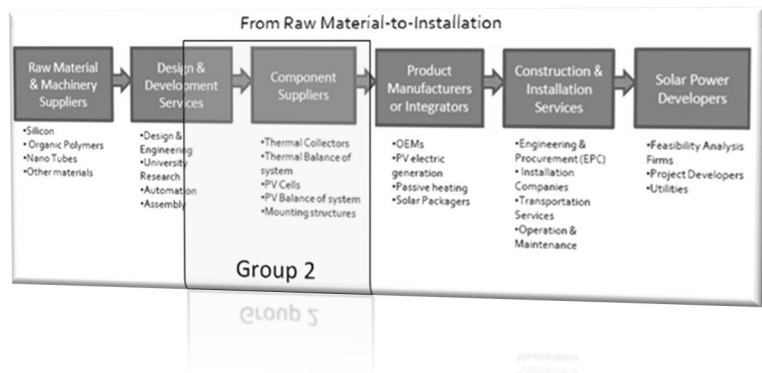 From Raw Material-to-Installation
Raw Material
& Machinery
Suppliers
•Silicon
•Organic Polymers
•Nano Tubes
•Other materials
Design &
Development
Services
•Design &
Engineering
•University
Research
•Automation
•Assembly
Component
Suppliers
•Thermal Collectors
•Thermal Balance of
system
•PV Cells
•PV Balance of system
•Mounting structures
Product
Manufacturers
or Integrators
•OEMs
•PV electric
generation
•Passive heating
•Solar Packagers
Construction &
Installation
Services
•Engineering &
Procurement (EPC)
•Installation
Companies
•Transportation
Services
•Operation &
Maintenance
Solar Power
Developers
•Feasibility Analysis
Firms
•Project Developers
•Utilities
Group 2